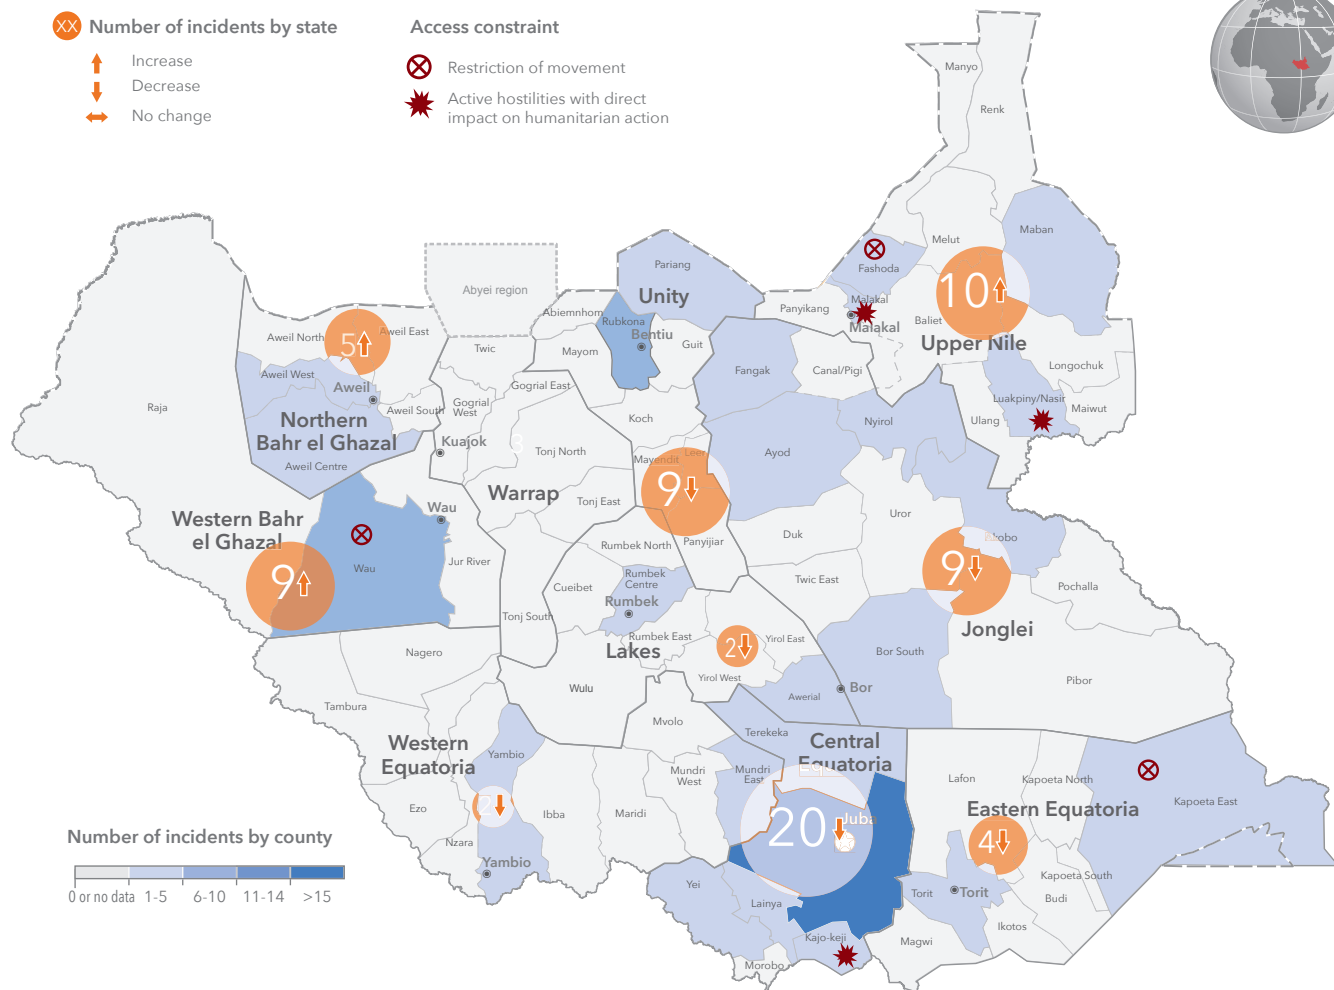 XX Number of incidents by state
Increase
Decrease
No change
Access constraint
Restriction of movement
Active hostilities with direct
impact on humanitarian action
Manyo
Renk
Maban
Melut
Fashoda
Malakal
Malakal
Panyikang
Baliet
10
Upper Nile
Longochuk
Luakpiny/Nasir
Maiwut
Ulang
Pariang
Unity
Abyei region
Abiemnhom
Rubkona
Bentiu
Guit
Mayom
Koch
Mayendit
Leer
9
Panyijiar
Aweil North
5
Aweil East
Aweil West
Aweil
Aweil South
Northern
Bahr el Ghazal
Aweil Centre
Raja
Twic
Gogrial East
Gogrial
West
Kuajok
3
Tonj North
Warrap
Tonj East
Tonj South
Fangak
Canal/Pigi
Nyirol
Ayod
Uror
Duk
Akobo
9
Twic East
Pochalla
Jonglei
Bor South
Pibor
Bor
Western Bahr
el Ghazal
Wau
Wau
9
Jur River
Rumbek North
Cueibet
Rumbek
Centre
Rumbek
Rumbek East
Lakes
2
Yirol East
Yirol West
Wulu
Awerial
Nagero
Tambura
Western
Equatoria
Yambio
2
Ezo
Nzara
Yambio
Ibba
Maridi
Mvolo
Mundri
West
Mundri
East
Terekeka
Central
Equatoria
20
Juba
Yei
Lainya
Kajo-keji
Morobo
Lafon
Kapoeta North
Eastern Equatoria
Kapoeta East
4
Torit
Torit
Kapoeta South
Budi
Ikotos
Magwi
Number of incidents by county
0 or no data
1-5
6-10
11-14
>15